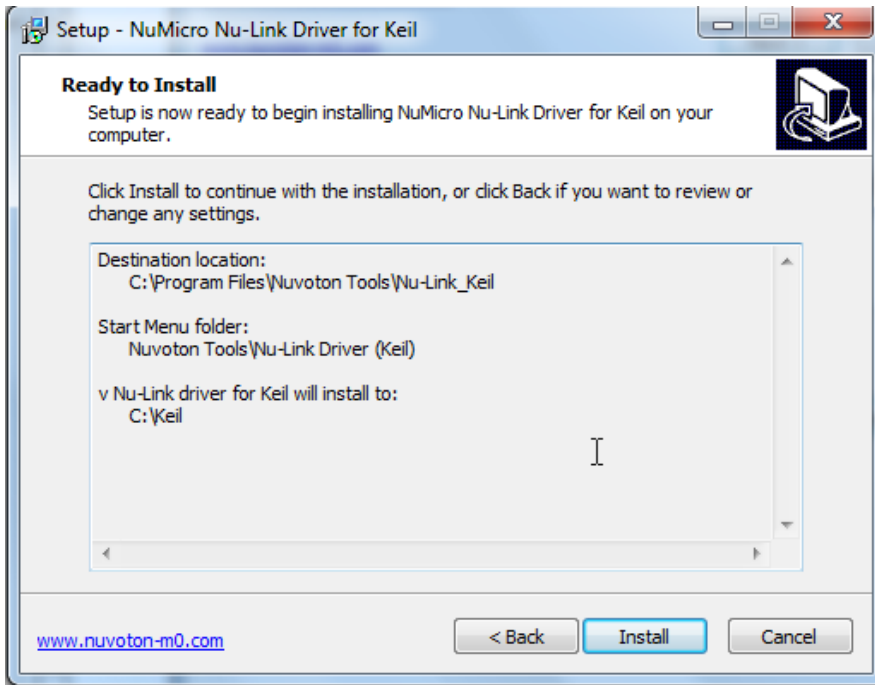 Setup - NuMicro Nu-Link Driver for Keil
Ready to Install
Setup is now ready to begin installing NuMicro Nu-Link Driver for Keil on your
computer.
Click Install to continue with the installation, or click Back if you want to review or
change any settings.
Destination location:
C:\Program Files\Nuvoton Tools\Nu-Link_Keil
Start Menu folder:
Nuvoton Tools\Nu-Link Driver (Keil)
v Nu-Link driver for Keil will install to:
C:\Keil
www.nuvoton-m0.com
< Back
Install
Cancel